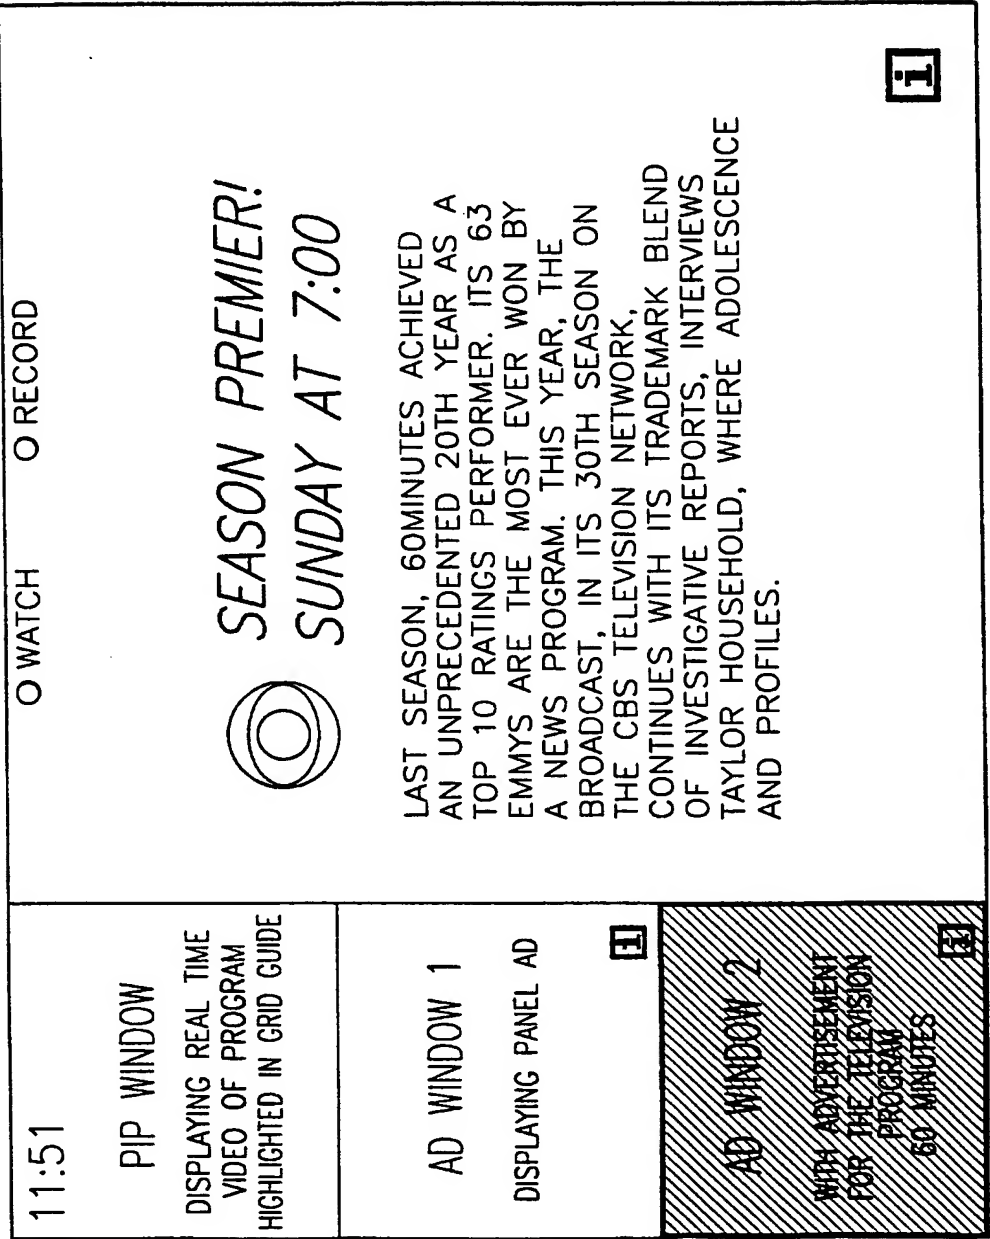 11:51
PIP WINDOW
DISPLAYING REAL TIME
VIDEO OF PROGRAM
HIGHLIGHTED IN GRID GUIDE
AD WINDOW 1
DISPLAYING PANEL AD
i
AD WINDOW 2
WITH ADVERTISEMENT
FOR THE TELEVISION
PROGRAM
60 MINUTES
i
O WATCH O RECORD
SEASON PREMIER!
SUNDAY AT 7:00
LAST SEASON, 60MINUTES ACHIEVED
AN UNPRECEDENTED 20TH YEAR AS A
TOP 10 RATINGS PERFORMER. ITS 63
EMMYS ARE THE MOST EVER WON BY
A NEWS PROGRAM. THIS YEAR, THE
BROADCAST, IN ITS 30TH SEASON ON
THE CBS TELEVISION NETWORK,
CONTINUES WITH ITS TRADEMARK BLEND
OF INVESTIGATIVE REPORTS, INTERVIEWS
TAYLOR HOUSEHOLD, WHERE ADOLESCENCE
AND PROFILES.
i